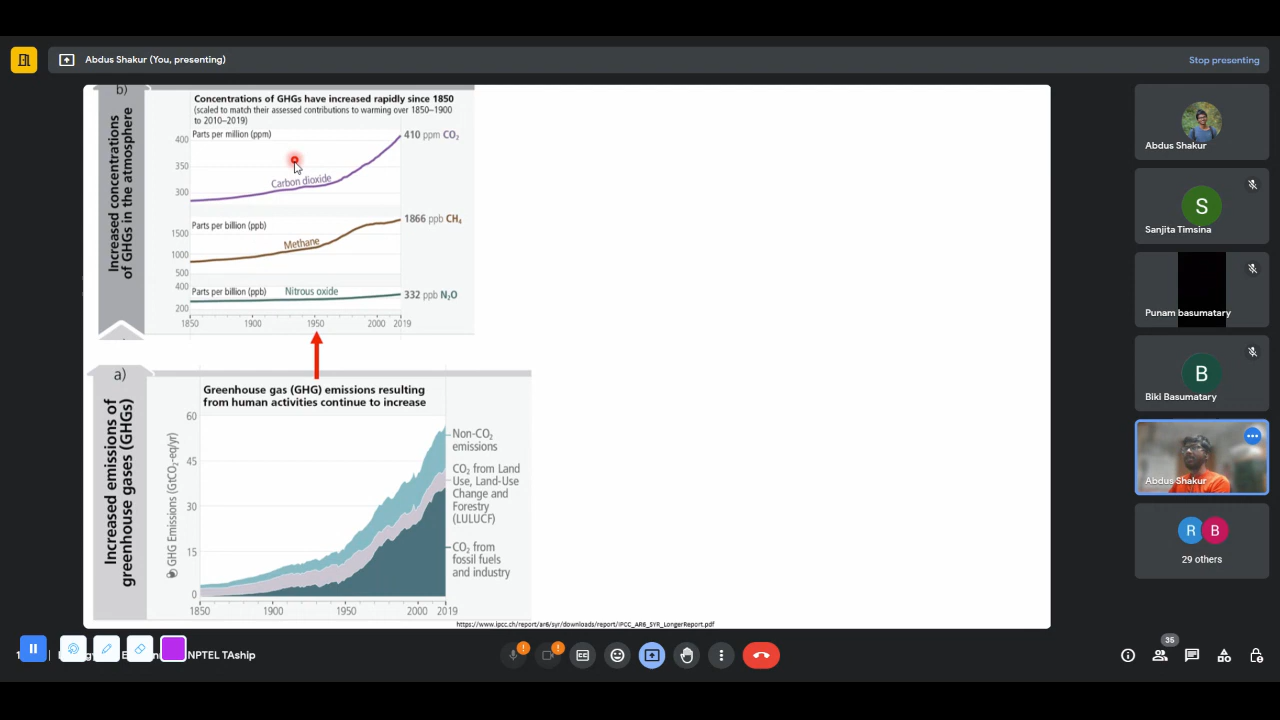 Abdus Shakur (You, presenting)
Stop presenting
b)
Increased concentrations
of GHGs in the atmosphere
Concentrations of GHGs have increased rapidly since 1850
(scaled to match their assessed contributions to warming over 1850–1900
to 2010–2019)
Parts per million (ppm)
400
350
300
410 ppm CO₂
Carbon dioxide
Parts per billion (ppb)
1500
1000
500
1866 ppb CH₄
Methane
400
200
Parts per billion (ppb)
Nitrous oxide
332 ppb N₂O
1850 1900 1950 2000 2019
a)
Increased emissions of
greenhouse gases (GHGs)
Greenhouse gas (GHG) emissions resulting
from human activities continue to increase
GHG Emissions (GtCO₂-eq/yr)
60
45
30
15
0
Non-CO₂
emissions
CO₂ from Land
Use, Land-Use
Change and
Forestry
(LULUCF)
CO₂ from
fossil fuels
and industry
1850 1900 1950 2000 2019
https://www.ipcc.ch/report/ar6/syr/downloads/report/IPCC_AR6_SYR_LongerReport.pdf
Abdus Shakur
S
Sanjita Timsina
Punam basumatary
B
Biki Basumatary
Abdus Shakur
R B
29 others
NPTEL TAship
35